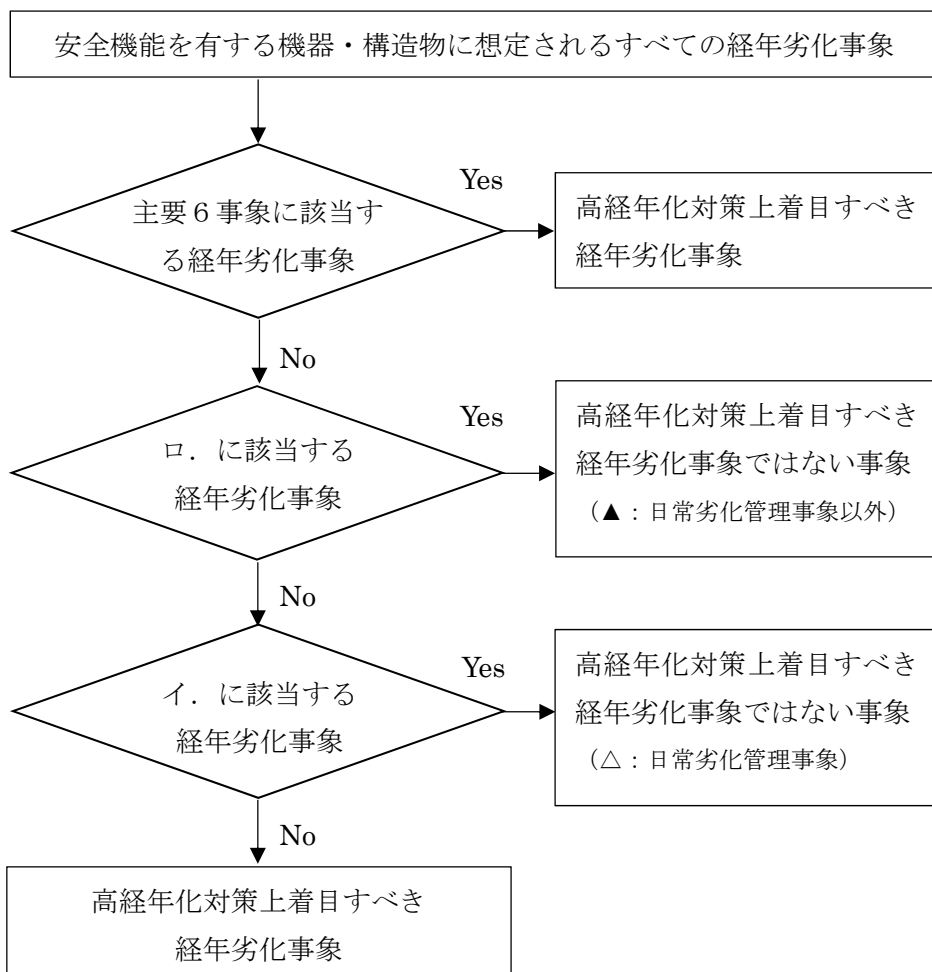 安全機能を有する機器・構造物に想定されるすべての経年劣化事象
主要６事象に該当す
る経年劣化事象
Yes
高経年化対策上着目すべき
経年劣化事象
No
ロ．に該当する
経年劣化事象
Yes
高経年化対策上着目すべき
経年劣化事象ではない事象
（▲：日常劣化管理事象以外）
No
イ．に該当する
経年劣化事象
Yes
高経年化対策上着目すべき
経年劣化事象ではない事象
（△：日常劣化管理事象）
No
高経年化対策上着目すべき
経年劣化事象